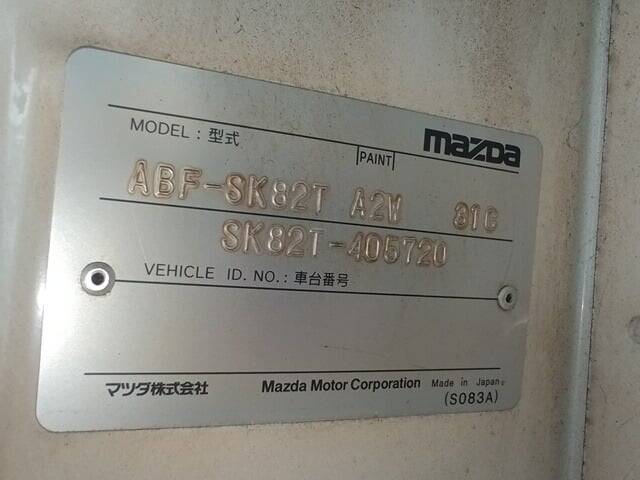 MODEL : 型式
mazda
PAINT
ABF-SK82T A2W 81C
SK82T-405720
VEHICLE ID. NO. : 車台番号
マツダ株式会社 Mazda Motor Corporation Made in Japan
(S083A)